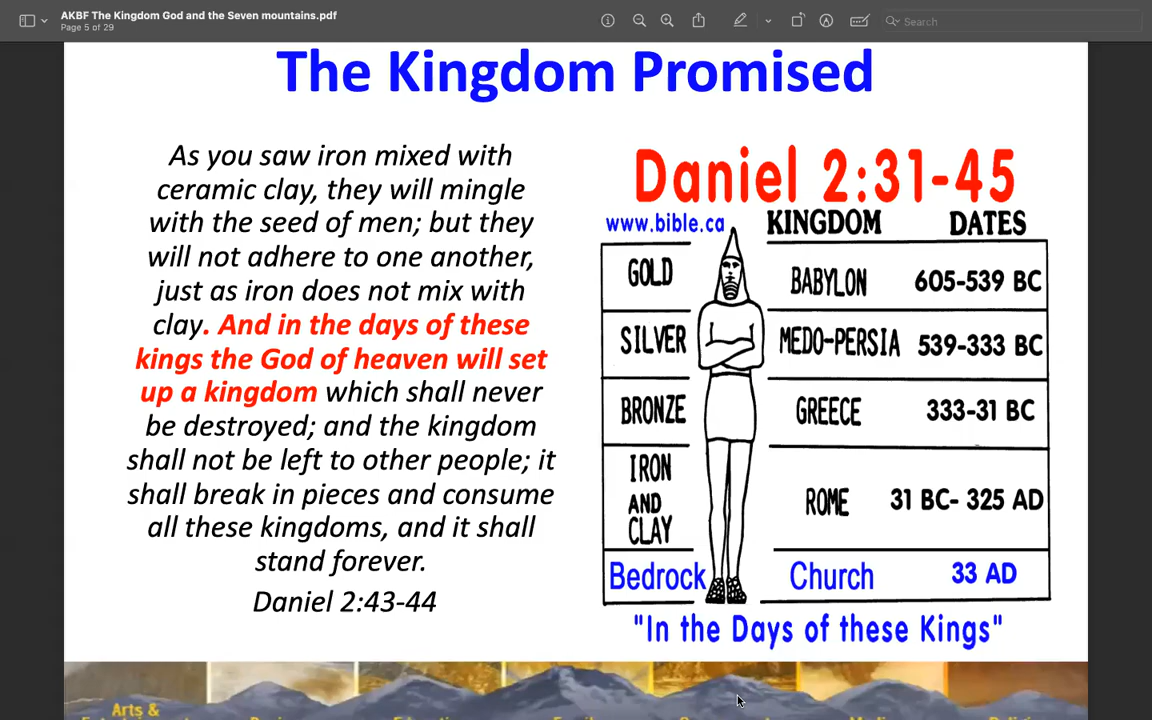 AKBF The Kingdom God and the Seven mountains.pdf
Page 5 of 29
Search
The Kingdom Promised
As you saw iron mixed with
ceramic clay, they will mingle
with the seed of men; but they
will not adhere to one another,
just as iron does not mix with
clay. And in the days of these
kings the God of heaven will set
up a kingdom which shall never
be destroyed; and the kingdom
shall not be left to other people; it
shall break in pieces and consume
all these kingdoms, and it shall
stand forever.
Daniel 2:43-44
Daniel 2:31-45
www.bible.ca KINGDOM DATES
GOLD BABYLON 605-539 BC
SILVER MEDO-PERSIA 539-333 BC
BRONZE GREECE 333-31 BC
IRON
AND
CLAY
ROME 31 BC- 325 AD
Bedrock Church 33 AD
"In the Days of these Kings"
Arts &